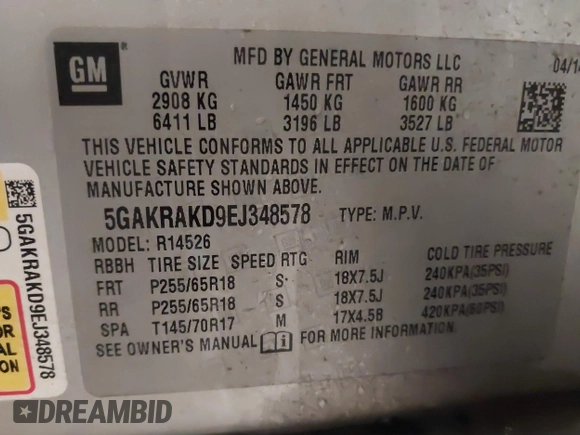 GM
MFD BY GENERAL MOTORS LLC 04/14
GVWR GAWR FRT GAWR RR
2908 KG 1450 KG 1600 KG
6411 LB 3196 LB 3527 LB
THIS VEHICLE CONFORMS TO ALL APPLICABLE U.S. FEDERAL MOTOR
VEHICLE SAFETY STANDARDS IN EFFECT ON THE DATE OF
MANUFACTURE SHOWN ABOVE.
5GAKRAKD9EJ348578 TYPE: M.P.V.
MODEL: R14526
RBBH TIRE SIZE SPEED RTG RIM COLD TIRE PRESSURE
FRT P255/65R18 S 18X7.5J 240KPA(35PSI)
RR P255/65R18 S 18X7.5J 240KPA(35PSI)
SPA T145/70R17 M 17X4.5B 420KPA(60PSI)
SEE OWNER'S MANUAL FOR MORE INFORMATION.
5GAKRAKD9EJ348578
'S
OR
AL
ON
DREAMBID